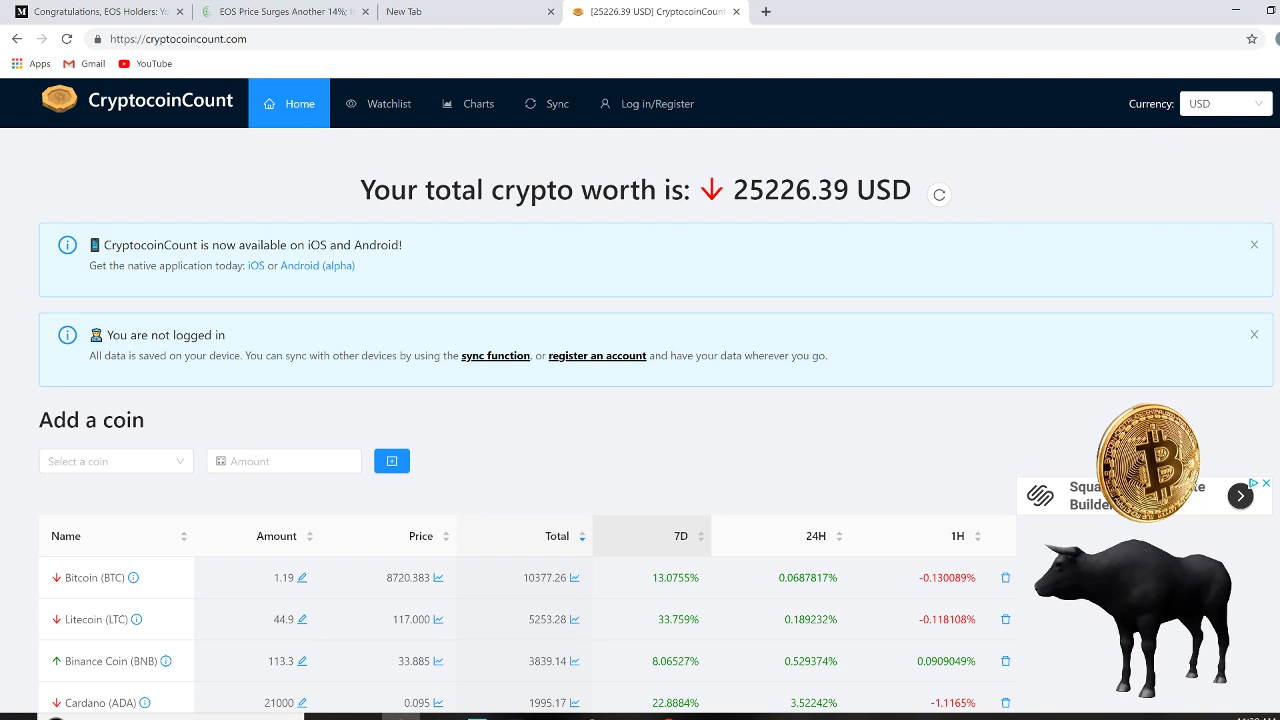 Congratulations, EOS Holders: Yo
EOS Price Surges Another 14%; Is
New Tab
[25226.39 USD] CryptocoinCount
https://cryptocoincount.com
Apps Gmail YouTube
CryptocoinCount Home Watchlist Charts Sync Log in/Register Currency: USD
Your total crypto worth is: ↓ 25226.39 USD
CryptocoinCount is now available on iOS and Android!
Get the native application today: iOS or Android (alpha)
You are not logged in
All data is saved on your device. You can sync with other devices by using the sync function, or register an account and have your data wherever you go.
Add a coin
Select a coin Amount
Name Amount Price Total 7D 24H 1H
Bitcoin (BTC) 1.19 8720.383 10377.26 13.0755% 0.0687817% -0.130089%
Litecoin (LTC) 44.9 117.000 5253.28 33.759% 0.189232% -0.118108%
Binance Coin (BNB) 113.3 33.885 3839.14 8.06527% 0.529374% 0.0909049%
Cardano (ADA) 21000 0.095 1995.17 22.8884% 3.52242% -1.1165%